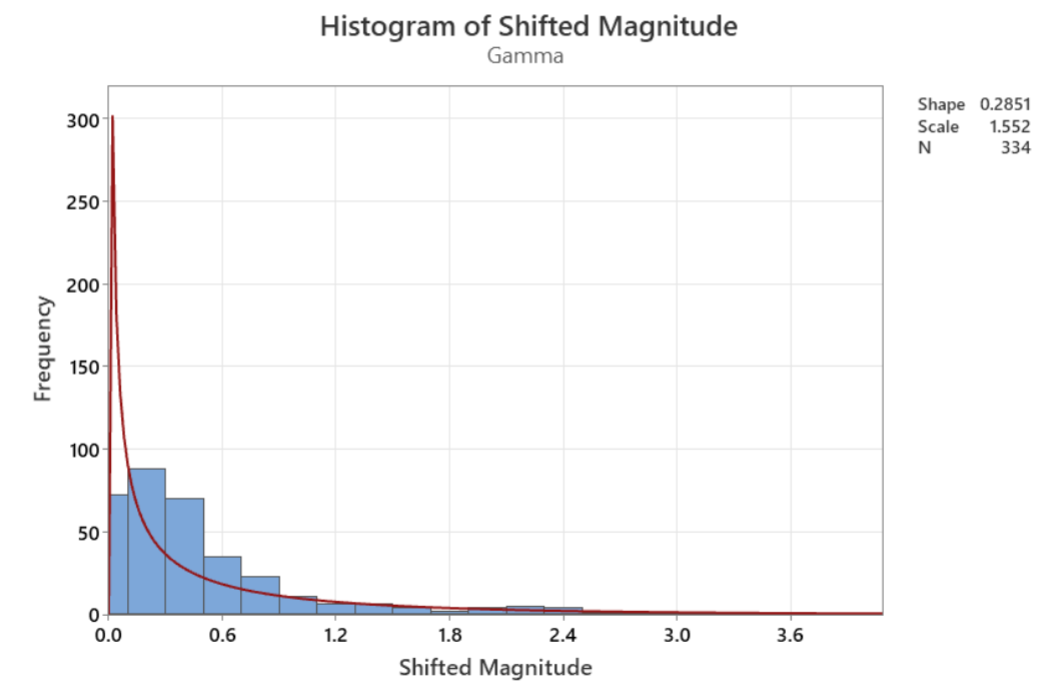 Histogram of Shifted Magnitude
Gamma
Shape 0.2851
Scale 1.552
N 334
Frequency
300
250
200
150
100
50
0
0.0 0.6 1.2 1.8 2.4 3.0 3.6
Shifted Magnitude